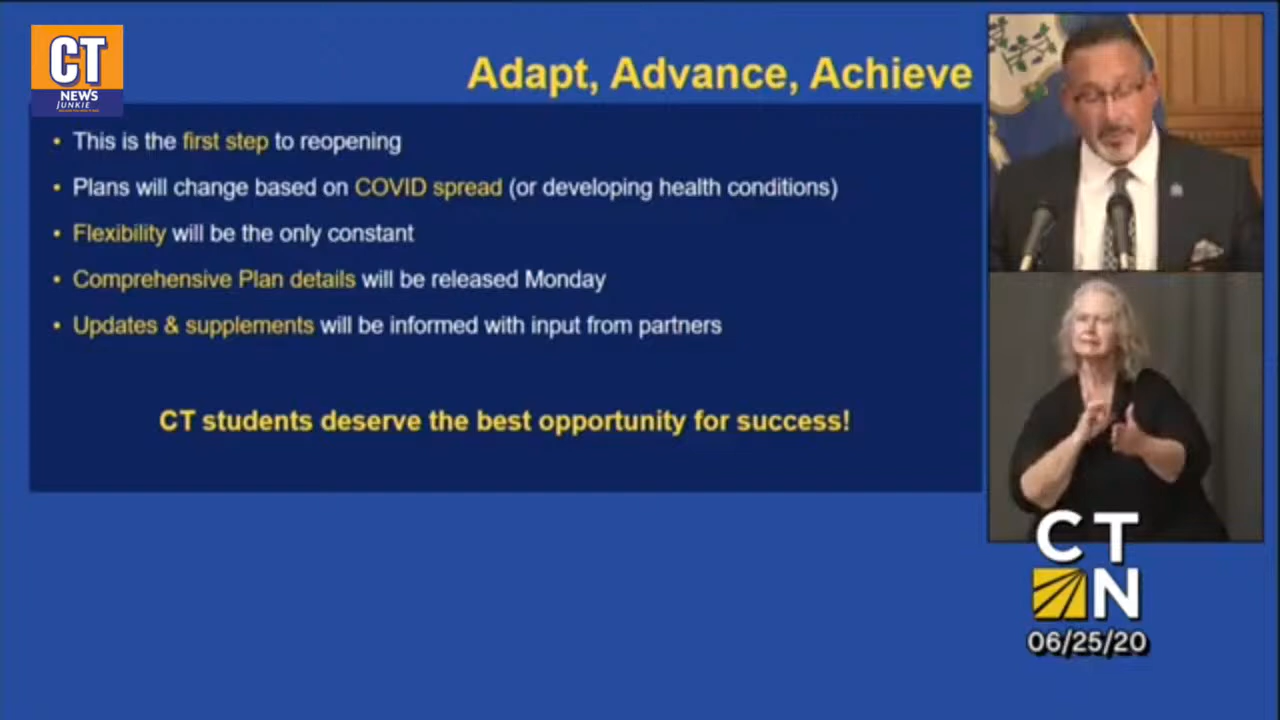 CT
NEWS
JUNKIE
Adapt, Advance, Achieve
• This is the first step to reopening
• Plans will change based on COVID spread (or developing health conditions)
• Flexibility will be the only constant
• Comprehensive Plan details will be released Monday
• Updates & supplements will be informed with input from partners
CT students deserve the best opportunity for success!
CT
N
06/25/20